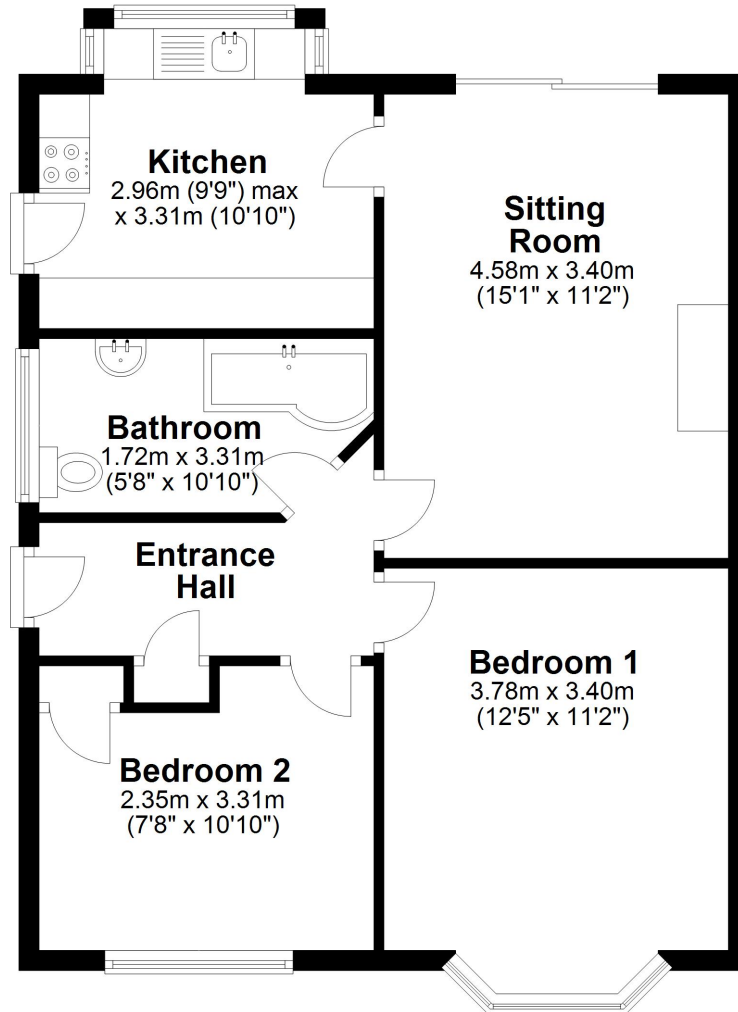 Kitchen
2.96m (9'9") max
x 3.31m (10'10")
Sitting
Room
4.58m x 3.40m
(15'1" x 11'2")
Bathroom
1.72m x 3.31m
(5'8" x 10'10")
Entrance
Hall
Bedroom 1
3.78m x 3.40m
(12'5" x 11'2")
Bedroom 2
2.35m x 3.31m
(7'8" x 10'10")